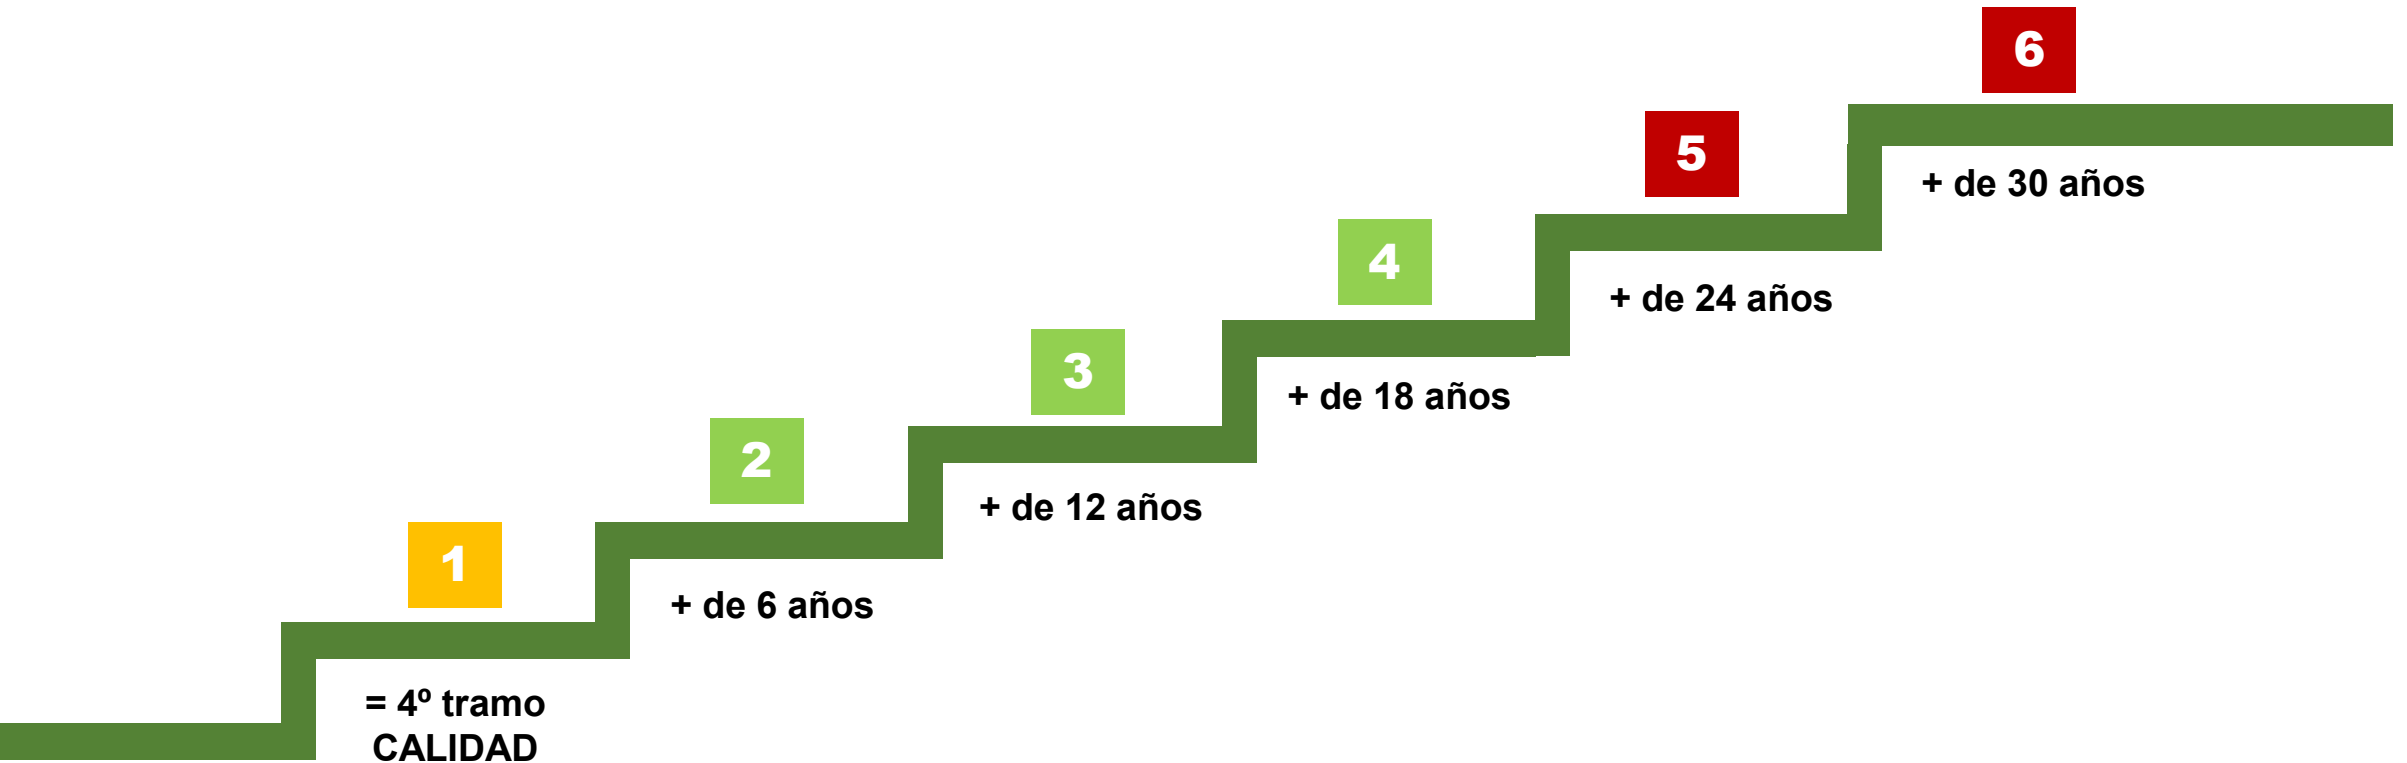 6
+ de 30 años
5
+ de 24 años
4
+ de 18 años
3
+ de 12 años
2
+ de 6 años
1
= 4º tramo
CALIDAD